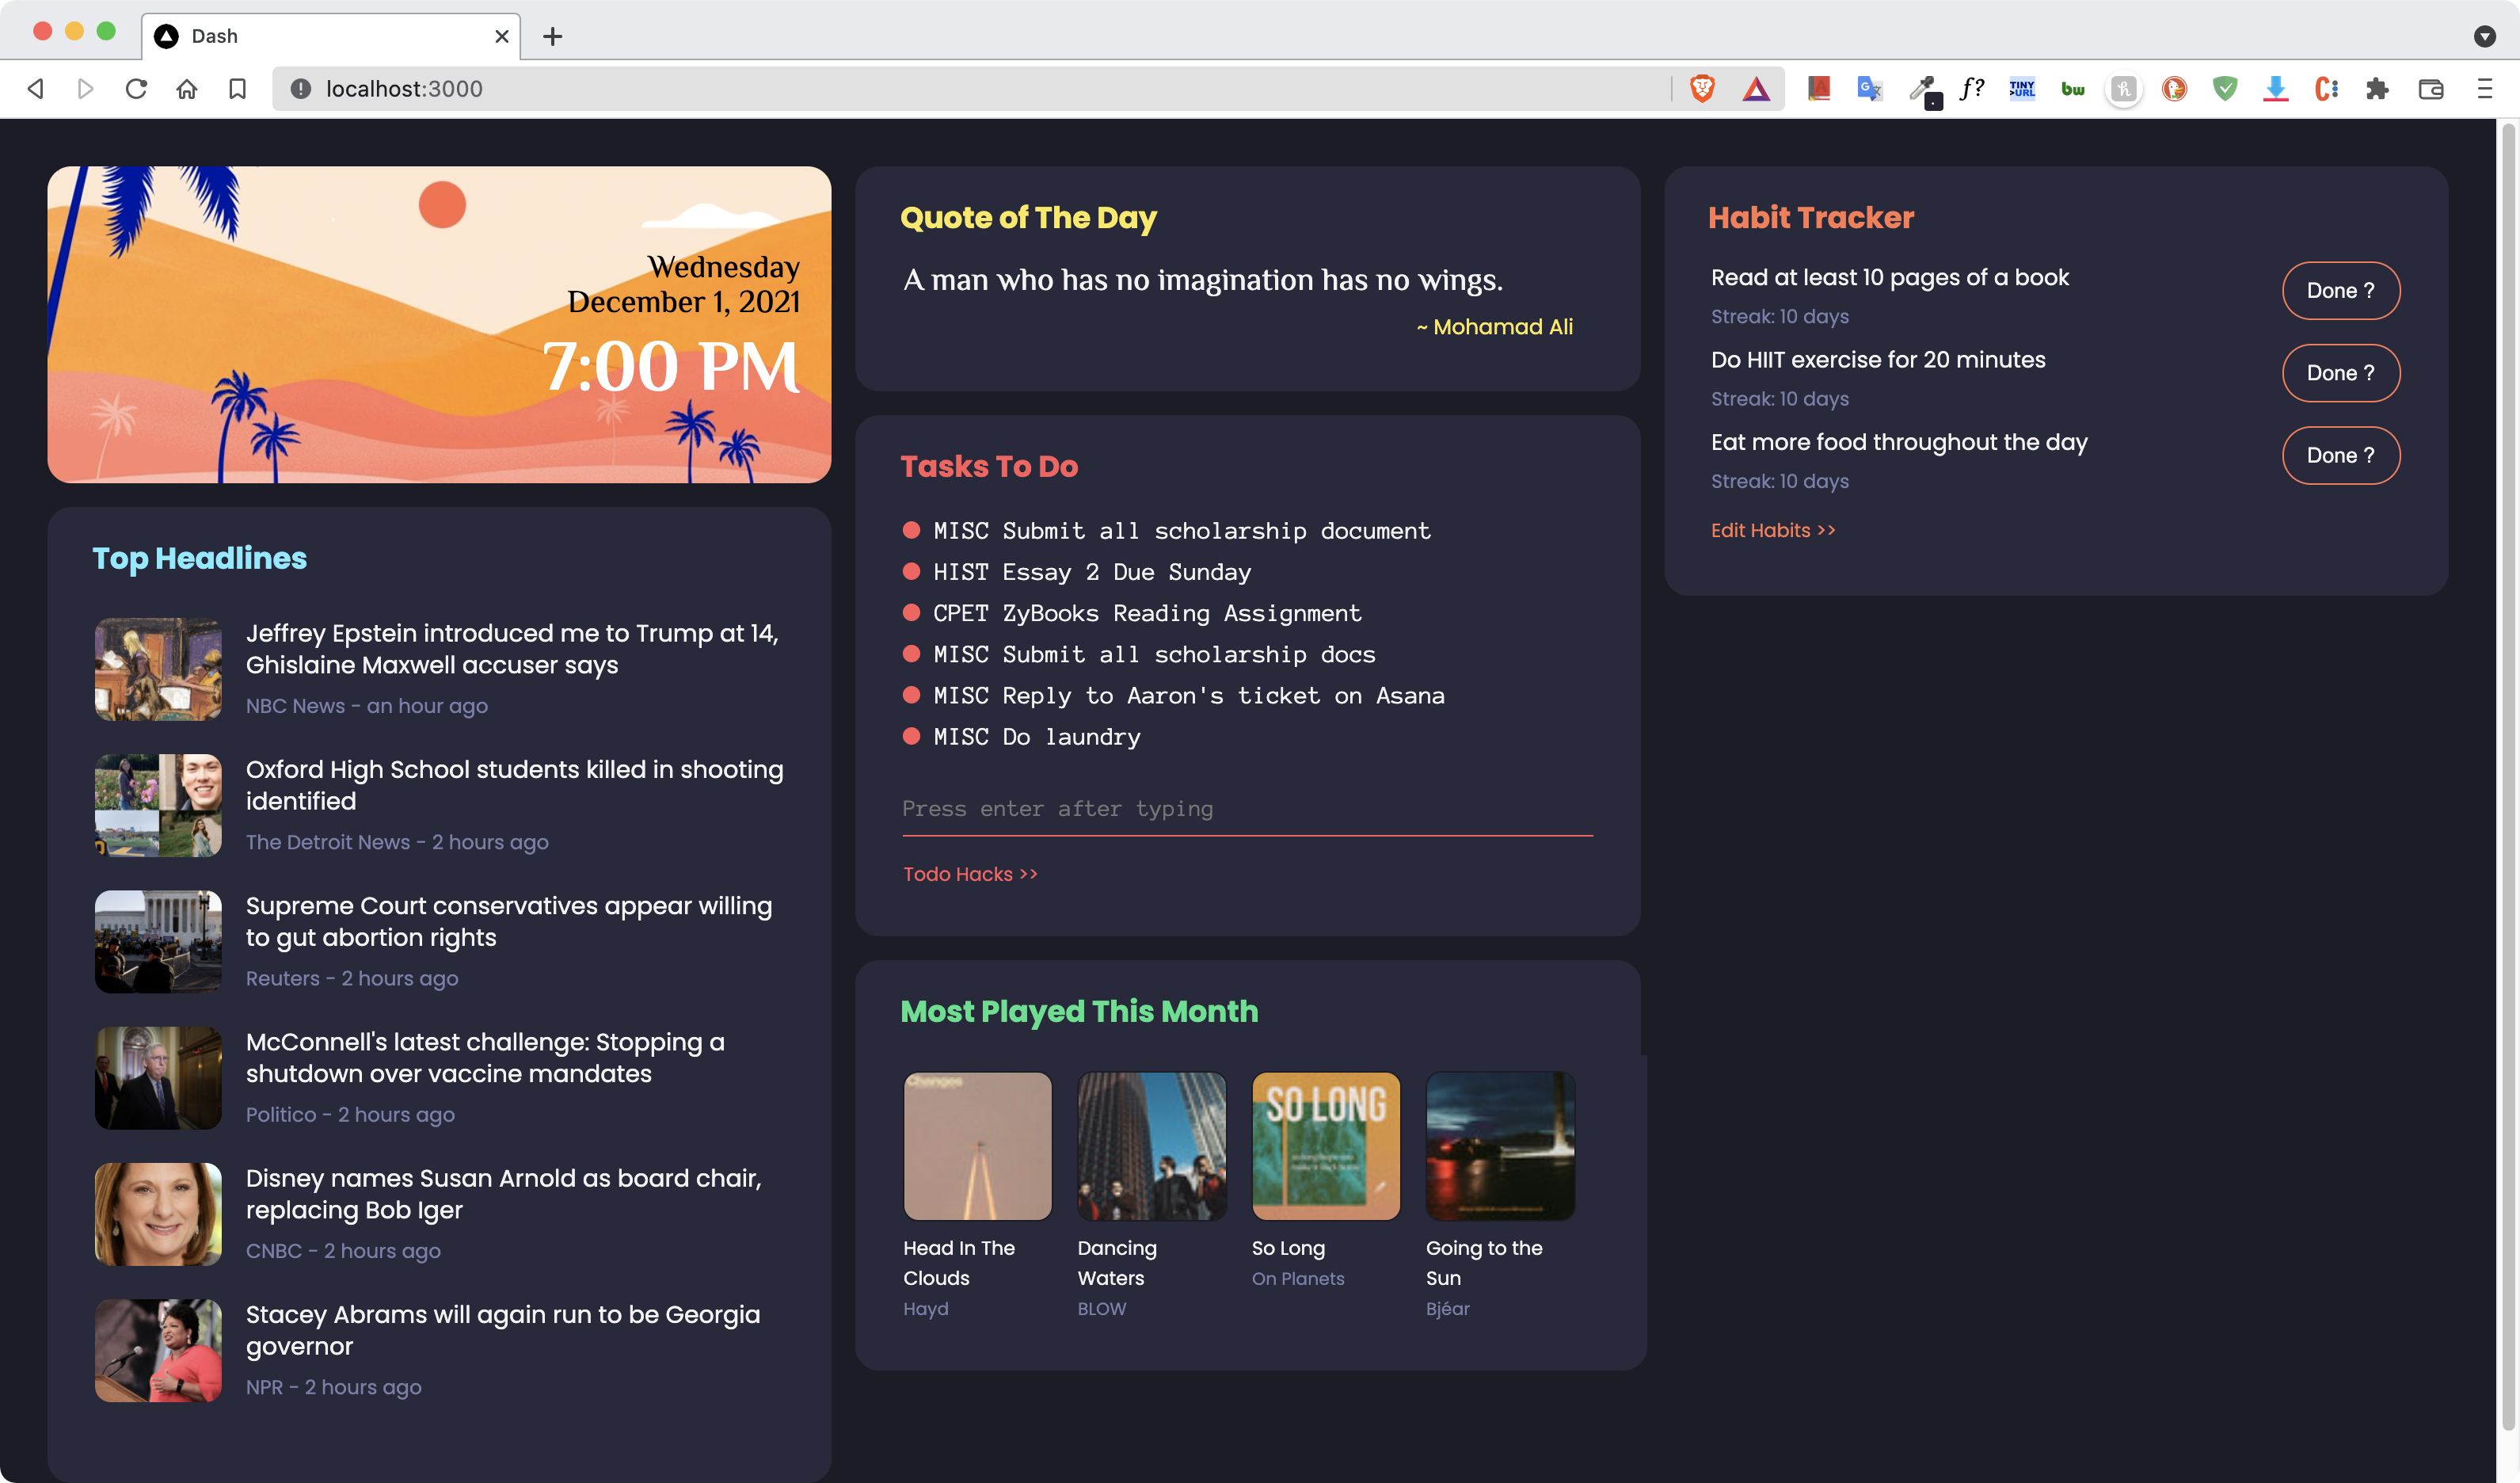 Dash
localhost:3000
f?
TINY
>URL
bw
Wednesday
December 1, 2021
7:00 PM
Top Headlines
Jeffrey Epstein introduced me to Trump at 14,
Ghislaine Maxwell accuser says
NBC News - an hour ago
Oxford High School students killed in shooting
identified
The Detroit News - 2 hours ago
Supreme Court conservatives appear willing
to gut abortion rights
Reuters - 2 hours ago
McConnell's latest challenge: Stopping a
shutdown over vaccine mandates
Politico - 2 hours ago
Disney names Susan Arnold as board chair,
replacing Bob Iger
CNBC - 2 hours ago
Stacey Abrams will again run to be Georgia
governor
NPR - 2 hours ago
Quote of The Day
A man who has no imagination has no wings.
~ Mohamad Ali
Tasks To Do
MISC Submit all scholarship document
HIST Essay 2 Due Sunday
CPET ZyBooks Reading Assignment
MISC Submit all scholarship docs
MISC Reply to Aaron's ticket on Asana
MISC Do laundry
Press enter after typing
Todo Hacks >>
Most Played This Month
Changes
SO LONG
Head In The
Clouds
Hayd
Dancing
Waters
BLOW
So Long
On Planets
Going to the
Sun
Bjéar
Habit Tracker
Read at least 10 pages of a book
Streak: 10 days
Done ?
Do HIIT exercise for 20 minutes
Streak: 10 days
Done ?
Eat more food throughout the day
Streak: 10 days
Done ?
Edit Habits >>